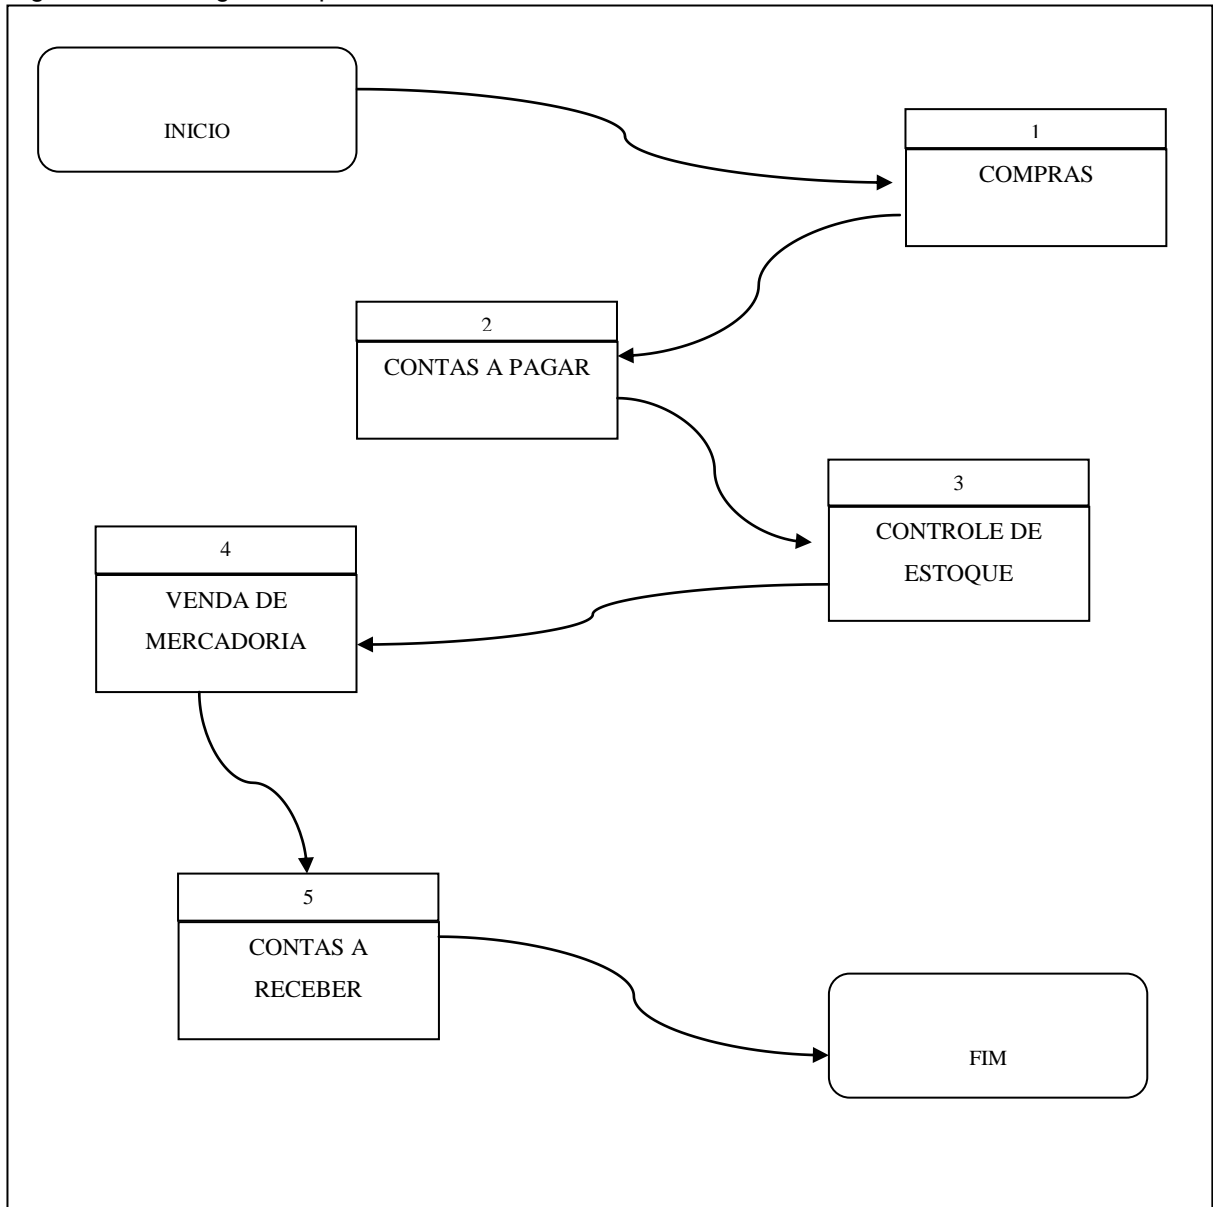 INICIO
1
COMPRAS
2
CONTAS A PAGAR
3
CONTROLE DE
ESTOQUE
4
VENDA DE
MERCADORIA
5
CONTAS A
RECEBER
FIM